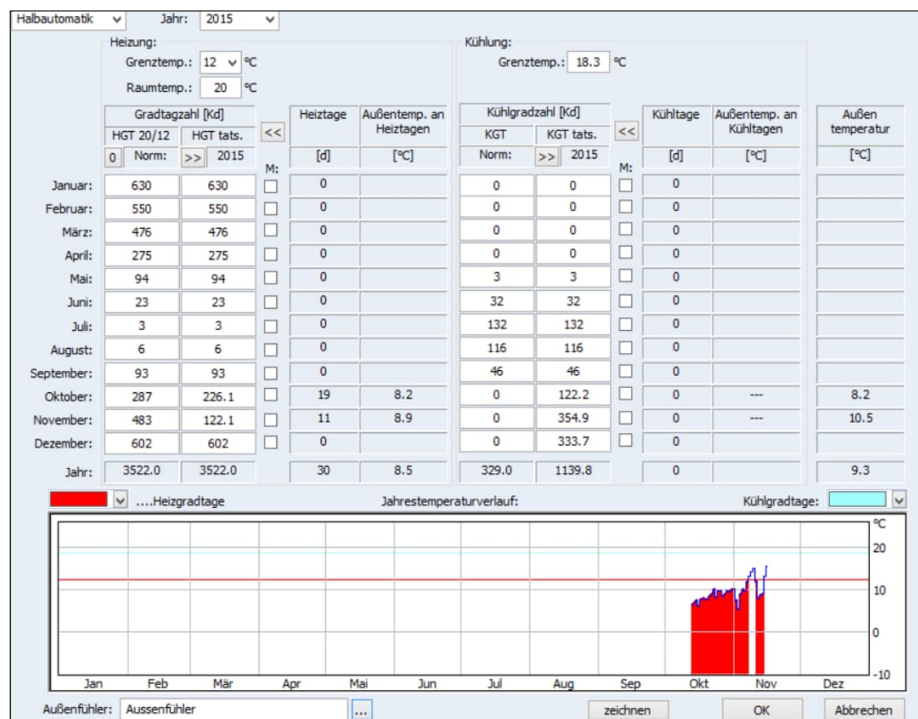 Halbautomatik Jahr: 2015
Heizung: Kühlung:
Grenztemp.: 12 °C Grenztemp.: 18.3 °C
Raumtemp.: 20 °C
Gradtagzahl [Kd] Heiztage Außentemp. an Kühlgradzahl [Kd] Kühltage Außentemp. an Außen
HGT 20/12 HGT tats. << Heiztagen KGT KGT tats. << Kühltagen temperatur
0 Norm: >> 2015 M: [d] [°C] Norm: >> 2015 M: [d] [°C] [°C]
Januar: 630 630 0 0 0 0
Februar: 550 550 0 0 0 0
März: 476 476 0 0 0 0
April: 275 275 0 0 0 0
Mai: 94 94 0 3 3 0
Juni: 23 23 0 32 32 0
Juli: 3 3 0 132 132 0
August: 6 6 0 116 116 0
September: 93 93 0 46 46 0
Oktober: 287 226.1 19 8.2 0 122.2 0 --- 8.2
November: 483 122.1 11 8.9 0 354.9 0 --- 10.5
Dezember: 602 602 0 0 333.7 0
Jahr: 3522.0 3522.0 30 8.5 329.0 1139.8 0 9.3
....Heizgradtage Jahrestemperaturverlauf: Kühlgradtage:
°C
20
10
0
-10
Jan Feb Mär Apr Mai Jun Jul Aug Sep Okt Nov Dez
Außenfühler: Aussenfühler ... zeichnen OK Abbrechen